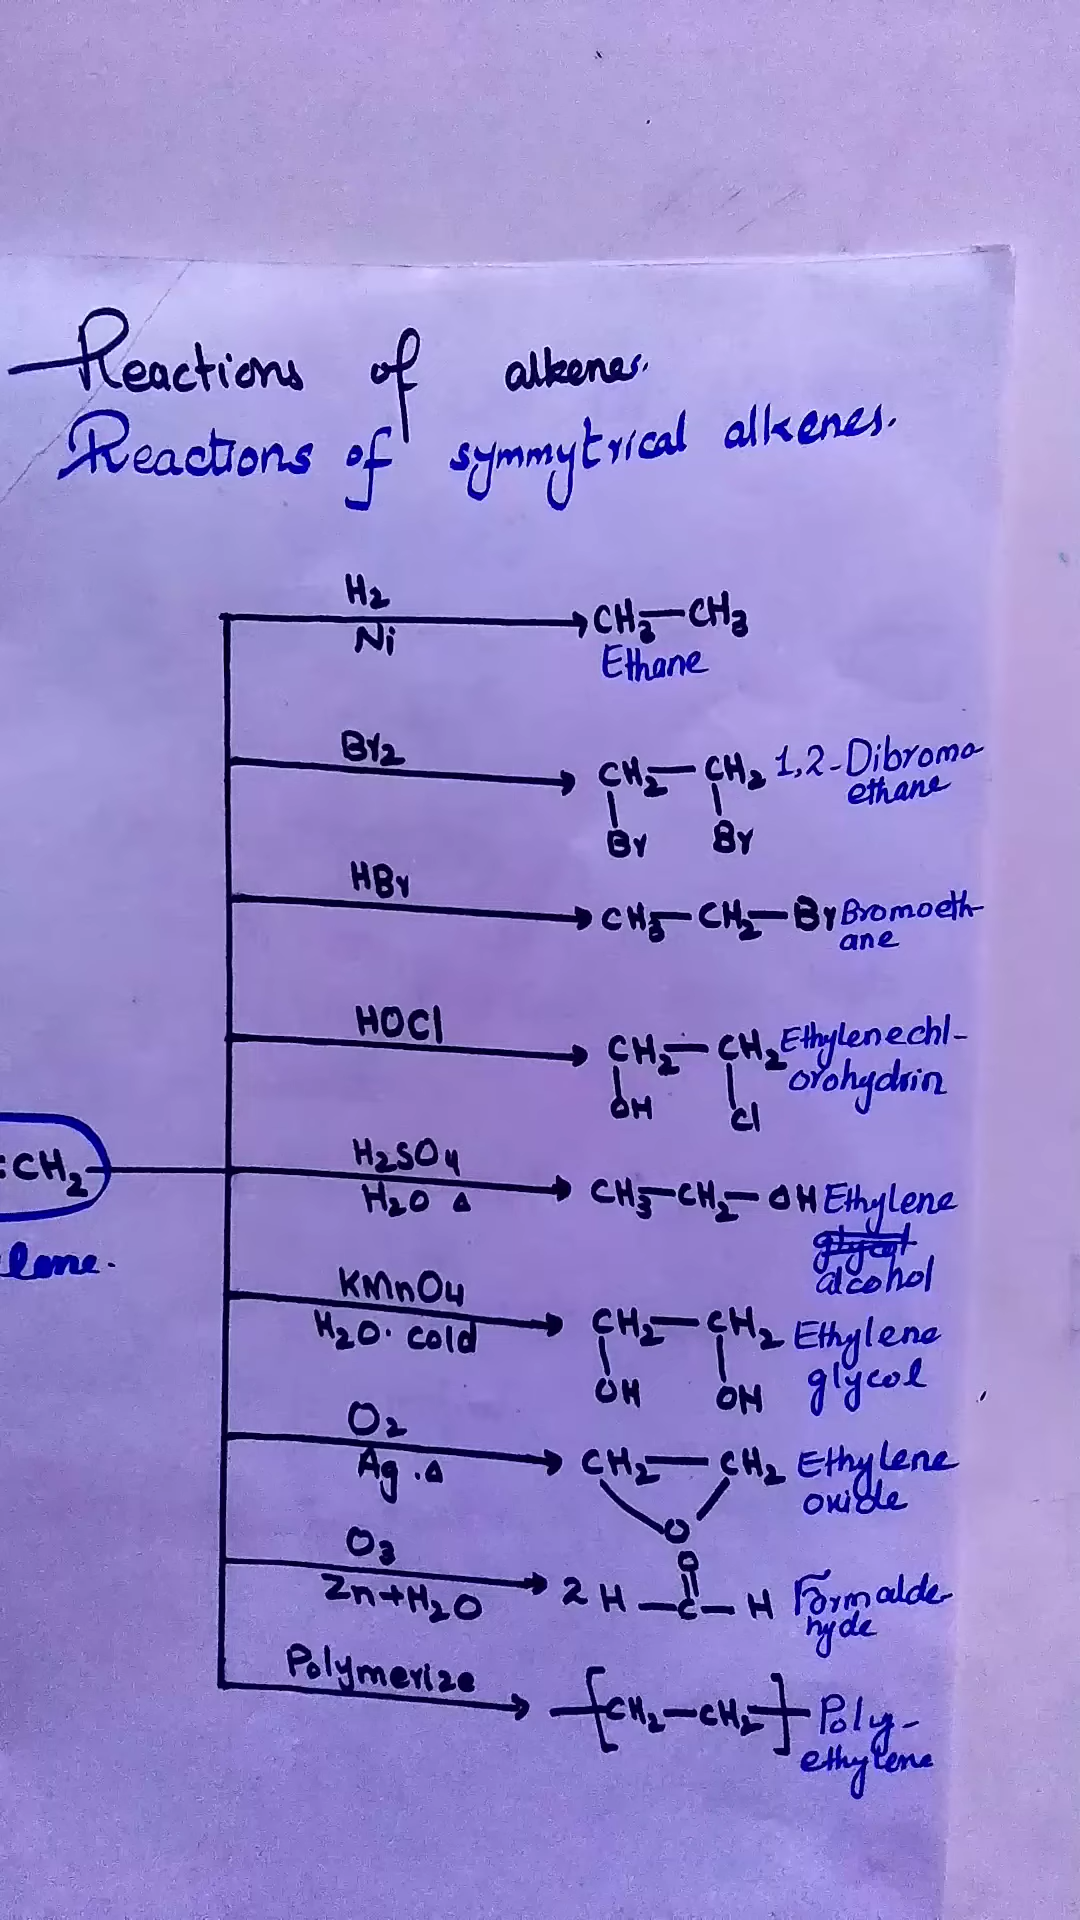 Reactions of alkenes.
Reactions of symmytrical alkenes.
H2
Ni
CH3-CH3
Ethane
Br2
CH2-CH2 1,2-Dibromo
ethane
Br Br
HBr
CH3-CH2-Br Bromoeth-
ane
HOCl
CH2-CH2 Ethylenechl-
orohydrin
OH Cl
=CH2
lene.
H2SO4
H2O Δ
CH3-CH2-OH Ethylene
alcohol
KMnO4
H2O. cold
CH2-CH2 Ethylene
glycol
OH OH
O2
Ag. Δ
CH2-CH2 Ethylene
oxide
O
O3
Zn+H2O
O
2H-C-H Formalde-
hyde
Polymerize
[CH2-CH2] Poly-
ethylene